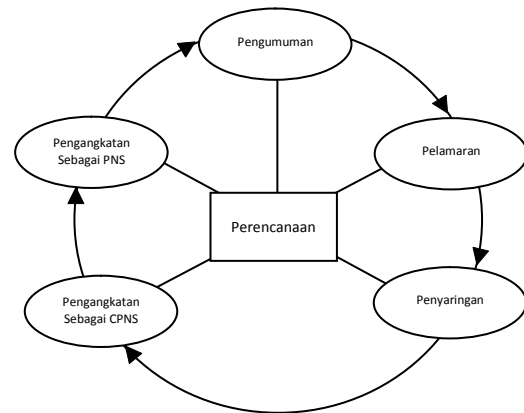 Pengumuman
Pelamaran
Penyaringan
Pengangkatan
Sebagai CPNS
Pengangkatan
Sebagai PNS
Perencanaan